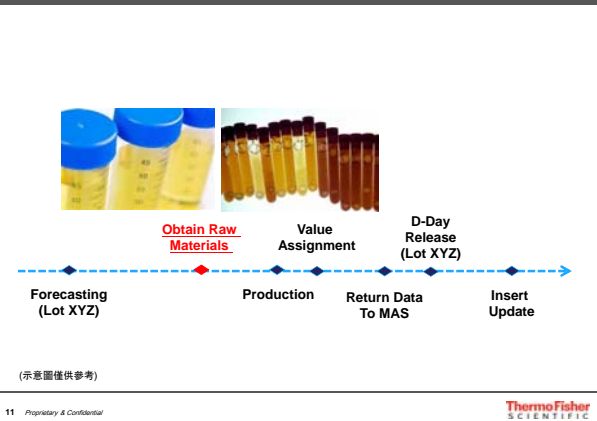 Obtain Raw
Materials
Value
Assignment
D-Day
Release
(Lot XYZ)
Forecasting
(Lot XYZ)
Production
Return Data
To MAS
Insert
Update
(示意圖僅供參考)
11 Proprietary & Confidential
ThermoFisher
SCIENTIFIC